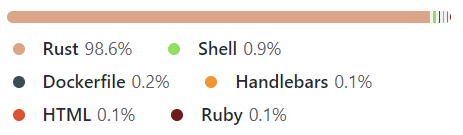 Rust 98.6% Shell 0.9%
Dockerfile 0.2% Handlebars 0.1%
HTML 0.1% Ruby 0.1%